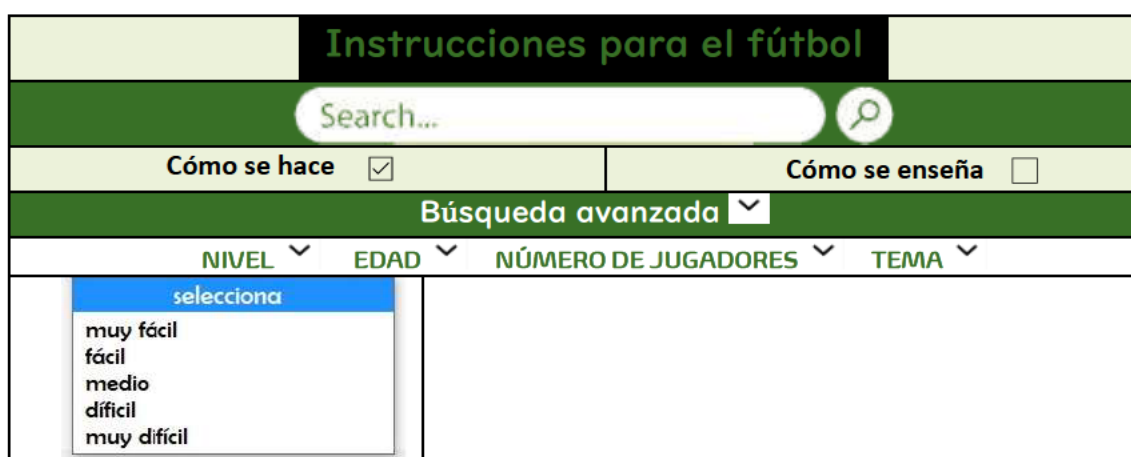 Instrucciones para el fútbol
Search...
Cómo se hace
Cómo se enseña
Búsqueda avanzada
NIVEL EDAD NÚMERO DE JUGADORES TEMA
selecciona
muy fácil
fácil
medio
díficil
muy difícil